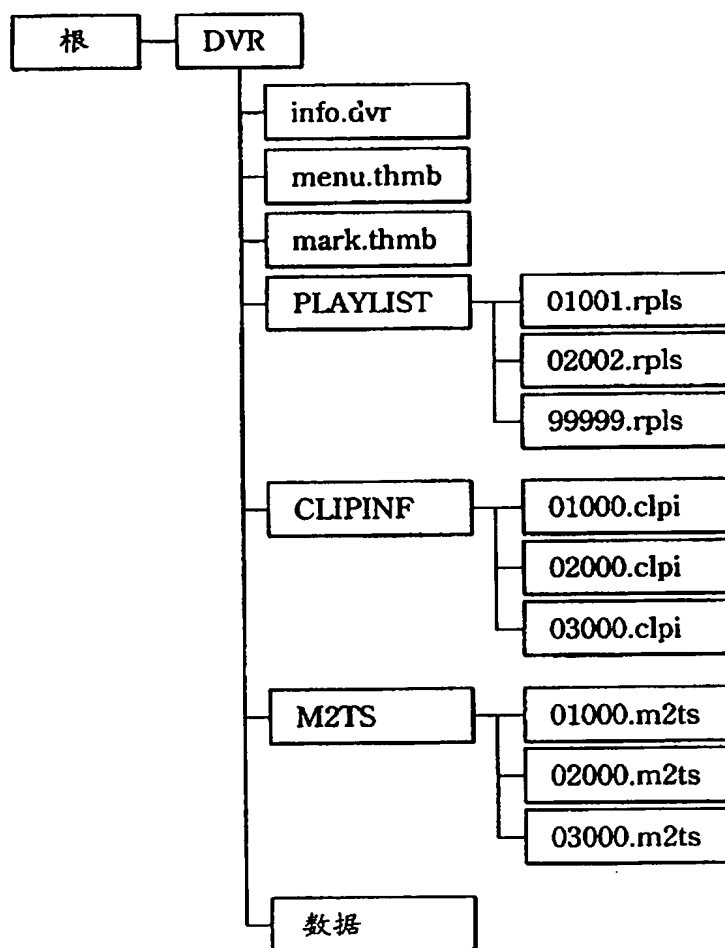 根 DVR
info.dvr
menu.thmb
mark.thmb
PLAYLIST 01001.rpls
02002.rpls
99999.rpls
CLIPINF 01000.clpi
02000.clpi
03000.clpi
M2TS 01000.m2ts
02000.m2ts
03000.m2ts
数据